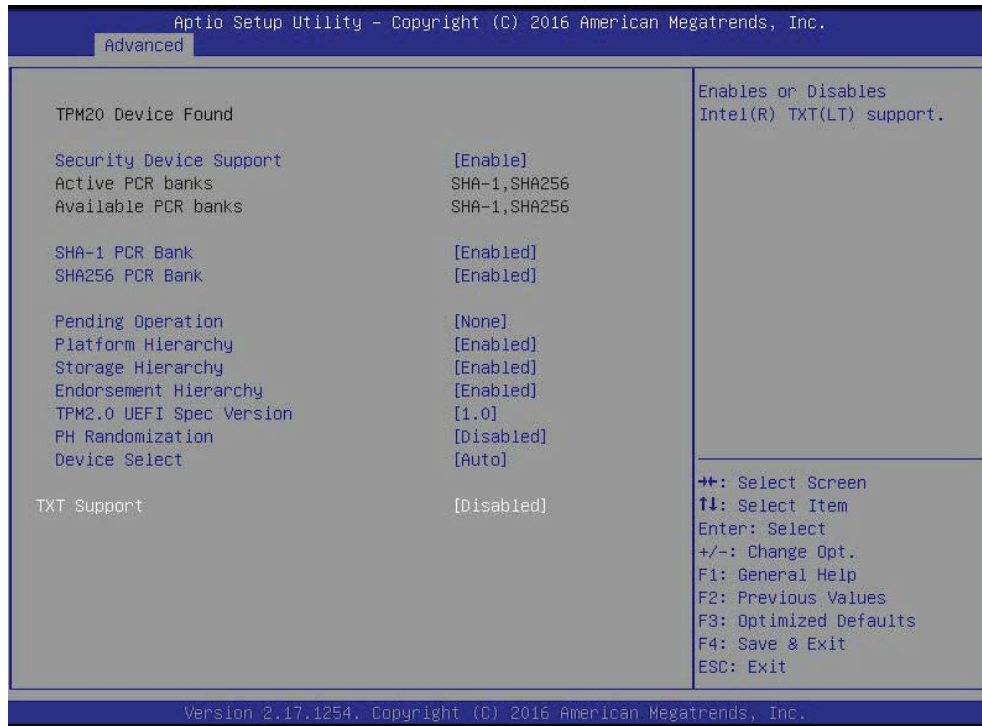 Aptio Setup Utility – Copyright (C) 2016 American Megatrends, Inc.
Advanced
TPM20 Device Found
Security Device Support [Enable]
Active PCR banks SHA-1,SHA256
Available PCR banks SHA-1,SHA256
SHA-1 PCR Bank [Enabled]
SHA256 PCR Bank [Enabled]
Pending Operation [None]
Platform Hierarchy [Enabled]
Storage Hierarchy [Enabled]
Endorsement Hierarchy [Enabled]
TPM2.0 UEFI Spec Version [1.0]
PH Randomization [Disabled]
Device Select [Auto]
TXT Support [Disabled]
Enables or Disables
Intel(R) TXT(LT) support.
→←: Select Screen
↑↓: Select Item
Enter: Select
+/-: Change Opt.
F1: General Help
F2: Previous Values
F3: Optimized Defaults
F4: Save & Exit
ESC: Exit
Version 2.17.1254. Copyright (C) 2016 American Megatrends, Inc.